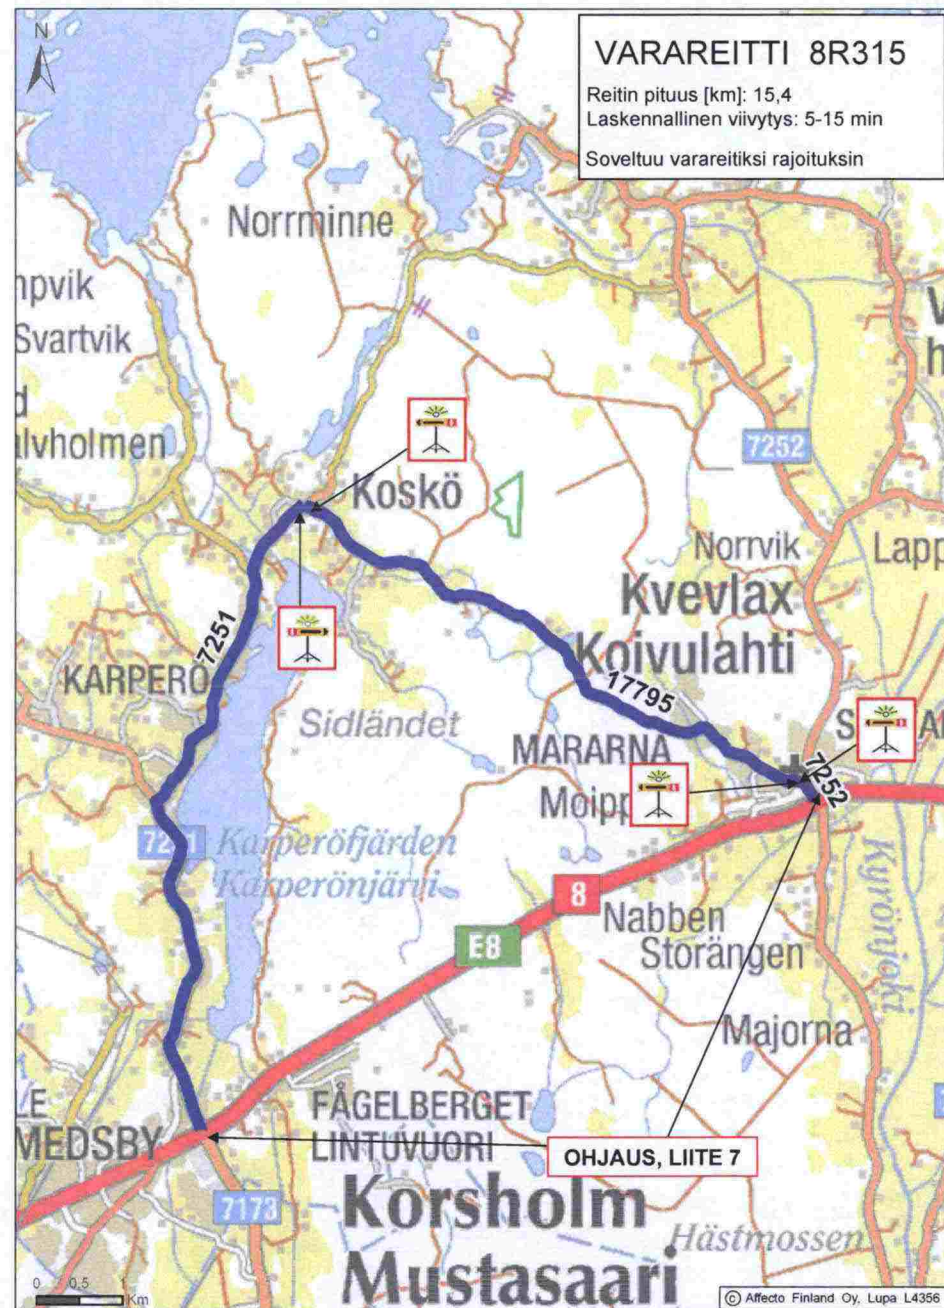 N
VARAREITTI 8R315
Reitin pituus [km]: 15,4
Laskennallinen viivytys: 5-15 min
Soveltuu varareitiksi rajoituksin
Norrminne
Svartvik
7252
Koskö
Norrvik
Kvevlax
Koivulahti
7251
KARPERÖ
17795
Sidländet
MARARNA
7252
Karperöfjärden
Karperönjärvi
8
Nabben
E8
Storängen
Kyrönjoki
Majorna
FÅGELBERGET
LINTUVUORI
OHJAUS, LIITE 7
7173
Korsholm
Mustasaari
Hästmossen
0 0,5 1
Km
© Affecto Finland Oy, Lupa L4356